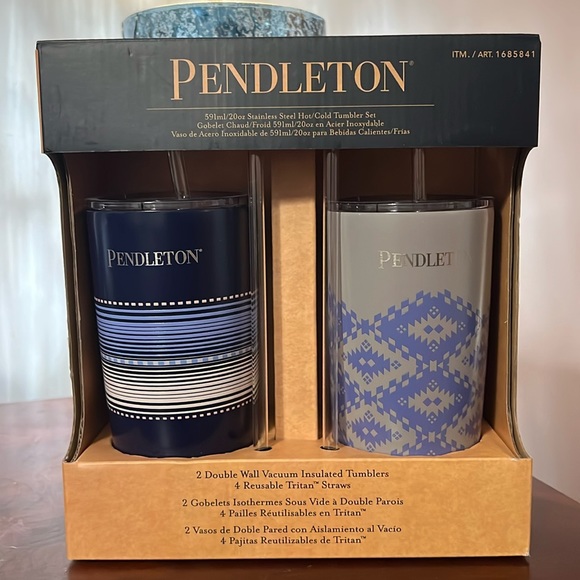 ITM. / ART. 1685841
PENDLETON®
591ml/20oz Stainless Steel Hot/Cold Tumbler Set
Gobelet Chaud/Froid 591ml/20oz en Acier Inoxydable
Vaso de Acero Inoxidable de 591ml/20oz para Bebidas Calientes/Frías
PENDLETON®
PENDLET
2 Double Wall Vacuum Insulated Tumblers
4 Reusable Tritan™ Straws
2 Gobelets Isothermes Sous Vide à Double Parois
4 Pailles Réutilisables en Tritan™
2 Vasos de Doble Pared con Aislamiento al Vacío
4 Pajitas Reutilizables de Tritan™